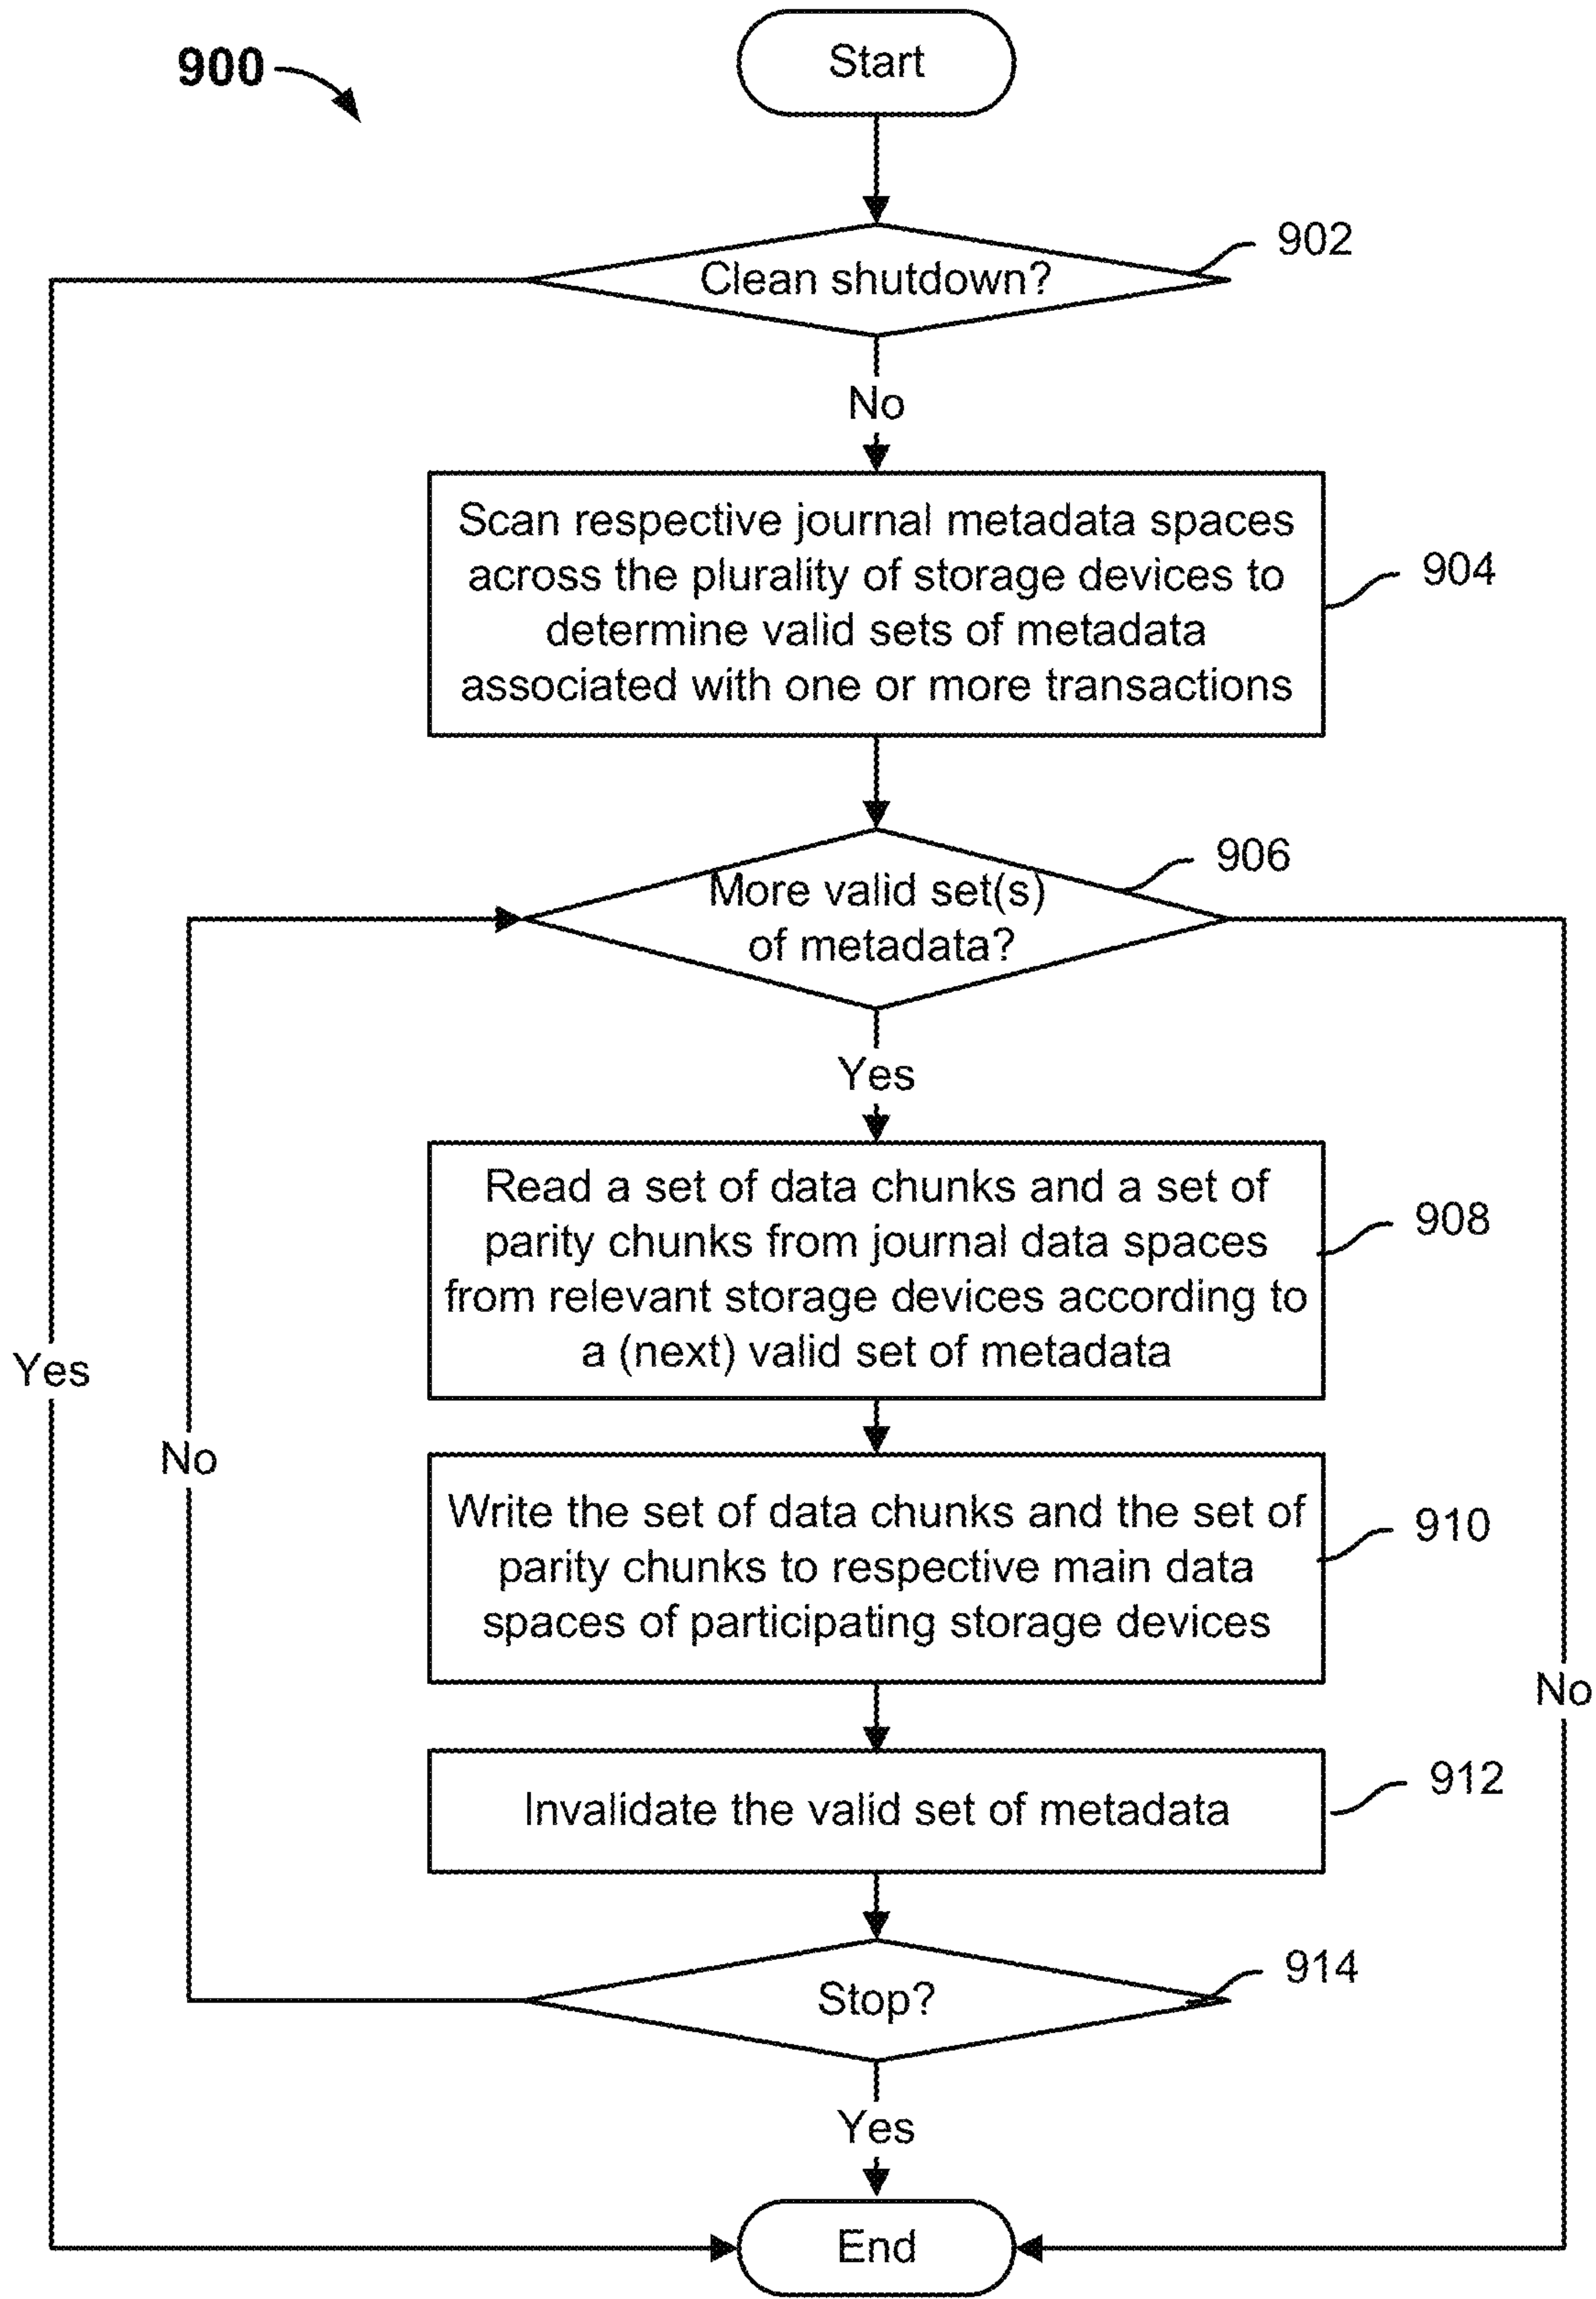 900
Start
902
Clean shutdown?
No
Scan respective journal metadata spaces
across the plurality of storage devices to
determine valid sets of metadata
associated with one or more transactions
904
906
More valid set(s)
of metadata?
Yes
Read a set of data chunks and a set of
parity chunks from journal data spaces
from relevant storage devices according to
a (next) valid set of metadata
908
Yes
No
Write the set of data chunks and the set of
parity chunks to respective main data
spaces of participating storage devices
910
No
Invalidate the valid set of metadata
912
914
Stop?
Yes
End